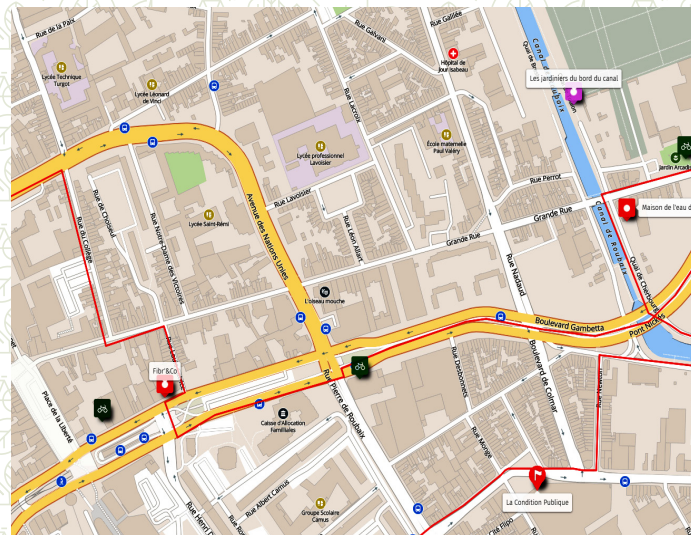 Rue de la Paix
Rue Galvani
Rue Galilée
Canal de Roubaix
Lycée Technique
Turgot
Lycée Léonard
de Vinci
Hôpital de
jour Isabeau
Les jardiniers du bord du canal
Rue Lacroix
Lycée professionnel
Lavoisier
École maternelle
Paul Valéry
Jardin Arcadi
Rue Perrot
Rue Lavoisier
Rue de Choiseul
Rue du Collège
Rue Notre-Dame des Victoires
Lycée Saint-Rémi
Avenue des Nations Unies
Rue Léon Allart
Grande Rue
Grande Rue
Maison de l'eau d
Canal de Roubaix
Quai de Cherbourg
Rue Nadaud
L'oiseau mouche
Boulevard Gambetta
Pont Nickès
Fibr'&Co
Place de la Liberté
Rue Pierre de Roubaix
Rue Desbonnets
Boulevard de Colmar
Caisse d'Allocation
Familliales
Rue Monge
Rue Albert Camus
Groupe Scolaire
Camus
La Condition Publique
Cité Flipo